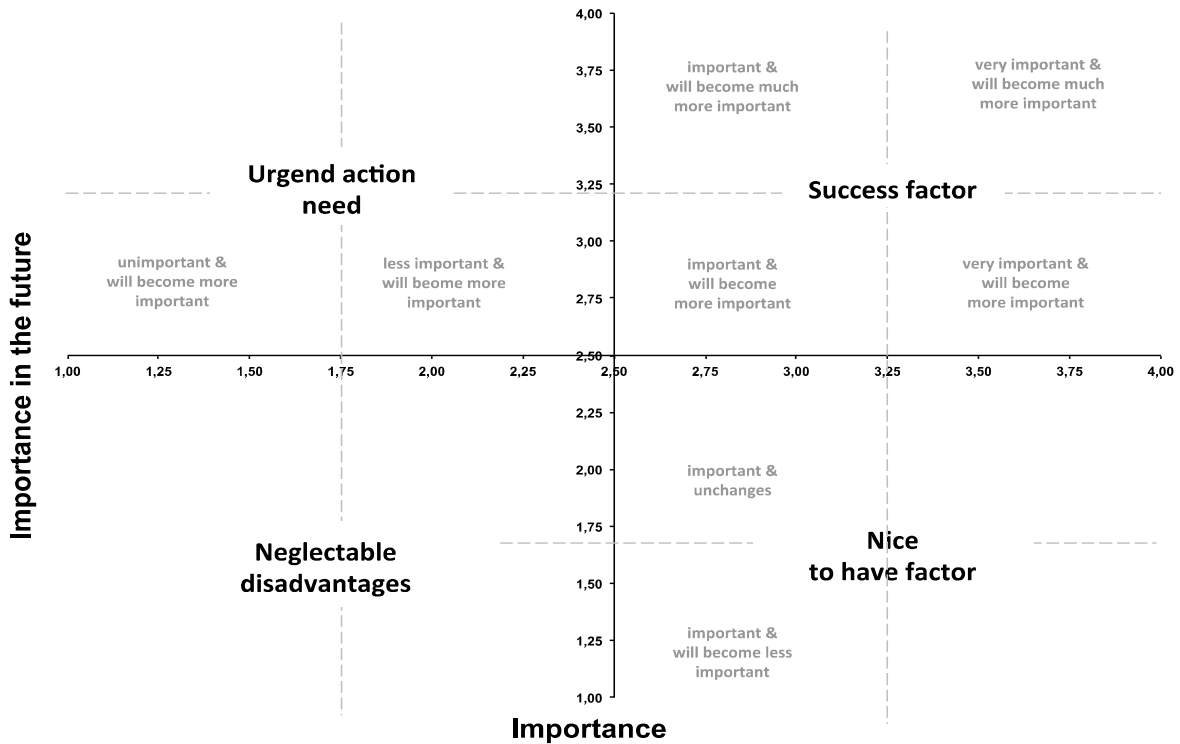 4,00
important &
will become much
more important
very important &
will become much
more important
3,75
3,50
Urgend action
need
3,25
Success factor
3,00
unimportant &
will become more
important
less important &
will beome more
important
important &
will become
more important
very important &
will become
more important
2,75
2,50
1,00 1,25 1,50 1,75 2,00 2,25 2,50 2,75 3,00 3,25 3,50 3,75 4,00
Importance in the future
2,25
2,00
important &
unchanges
1,75
Neglectable
disadvantages
Nice
to have factor
1,50
1,25
important &
will become less
important
1,00
Importance